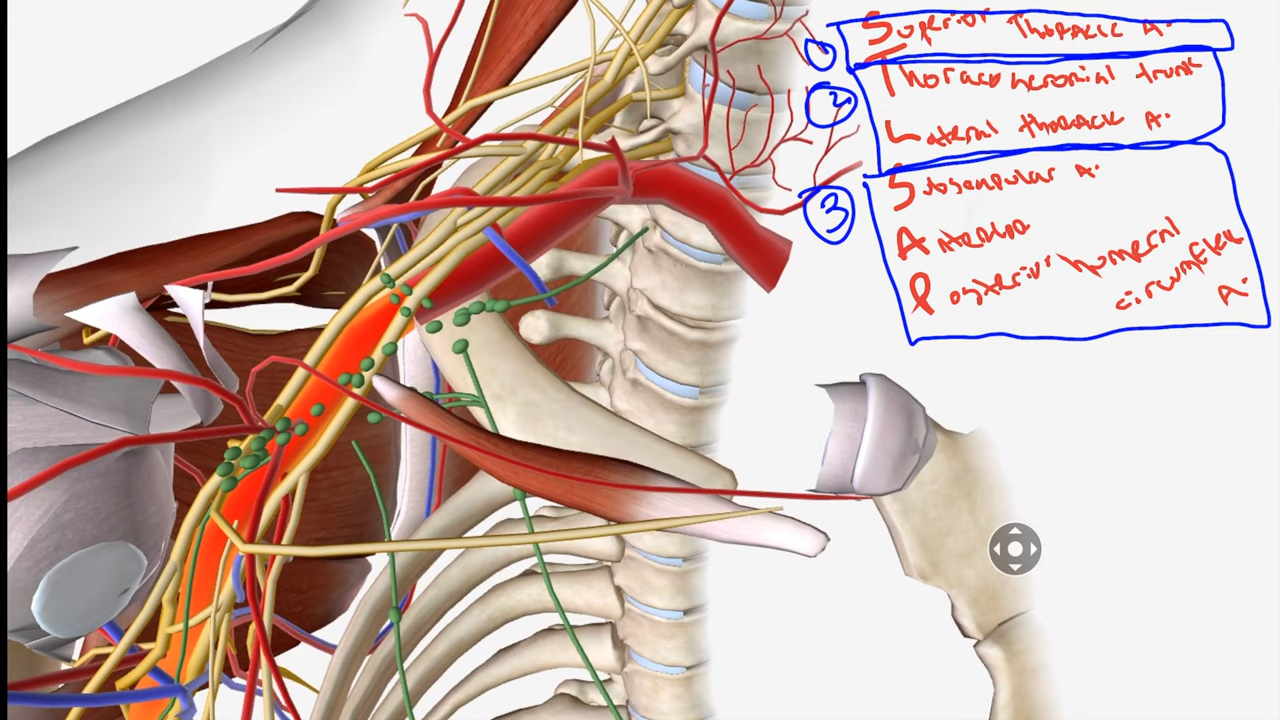 ① Superior Thoracic A.
② Thoracoacromial trunk
Lateral thoracic A.
③ Subscapular A.
Anterior
Posterior humeral
circumflex
A.